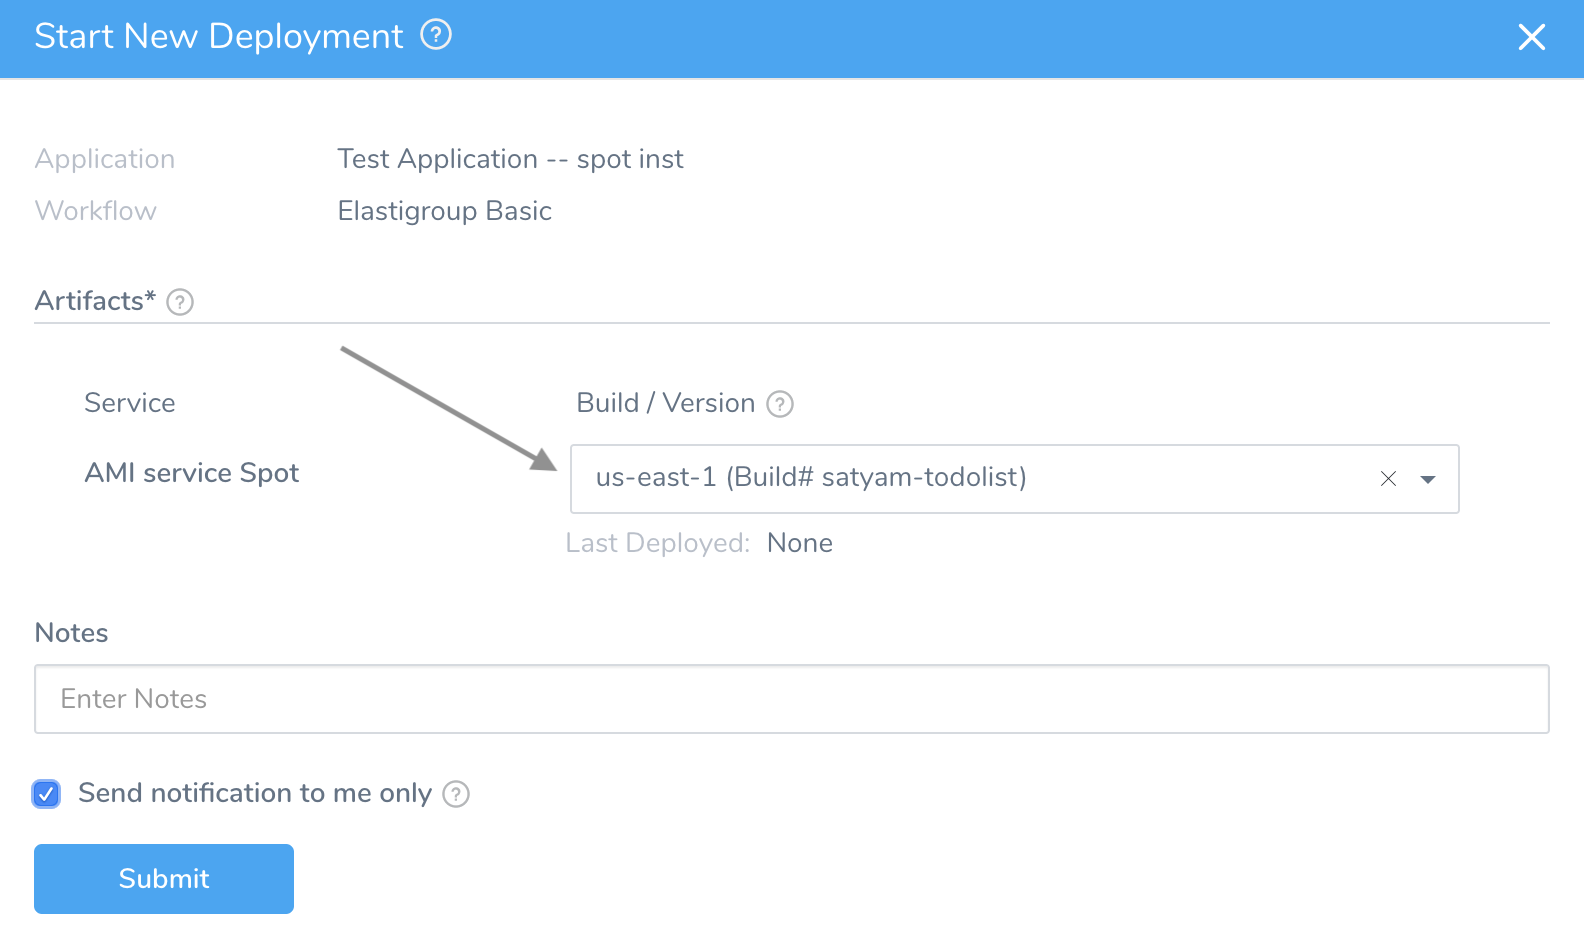 Start New Deployment ?
Application Test Application -- spot inst
Workflow Elastigroup Basic
Artifacts* ?
Service Build / Version ?
AMI service Spot us-east-1 (Build# satyam-todolist)
Last Deployed: None
Notes
Enter Notes
Send notification to me only ?
Submit